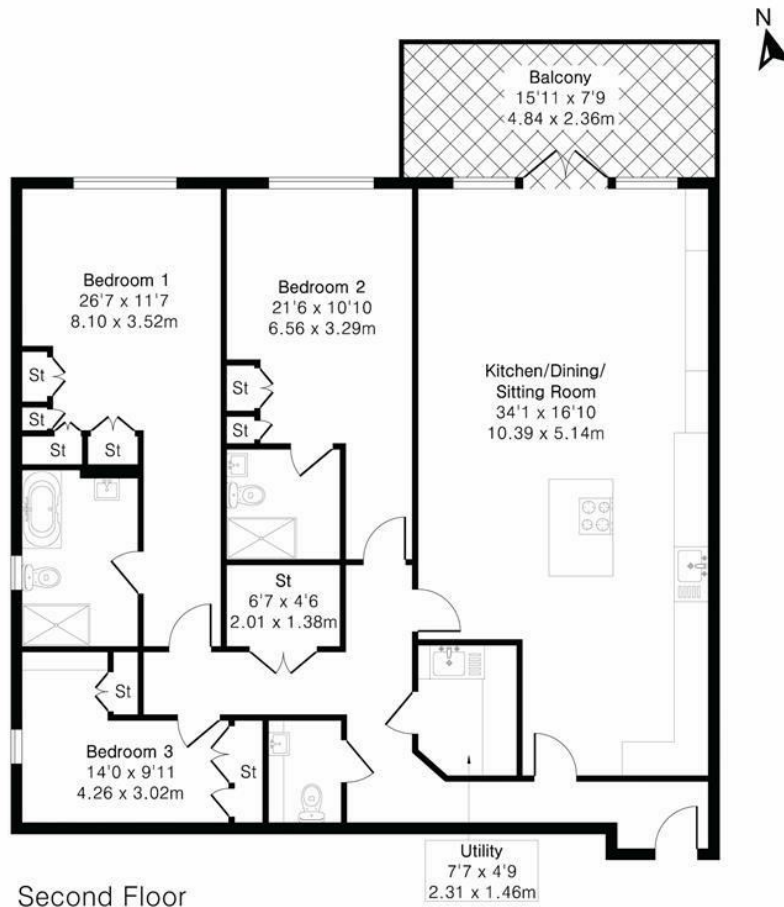 N
Balcony
15'11 x 7'9
4.84 x 2.36m
Bedroom 1
26'7 x 11'7
8.10 x 3.52m
Bedroom 2
21'6 x 10'10
6.56 x 3.29m
Kitchen/Dining/
Sitting Room
34'1 x 16'10
10.39 x 5.14m
St
St
St
St
St
St
St
6'7 x 4'6
2.01 x 1.38m
St
Bedroom 3
14'0 x 9'11
4.26 x 3.02m
St
Utility
7'7 x 4'9
2.31 x 1.46m
Second Floor